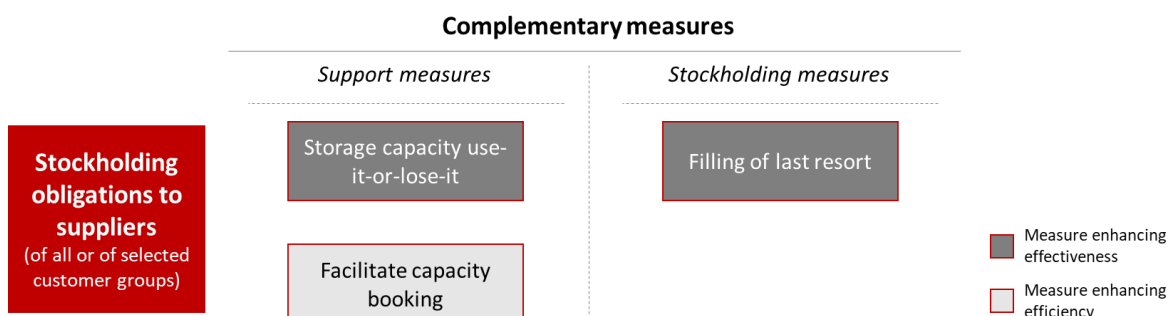 Complementary measures
Support measures
Stockholding measures
Stockholding
obligations to
suppliers
(of all or of selected
customer groups)
Storage capacity use-
it-or-lose-it
Filling of last resort
Facilitate capacity
booking
Measure enhancing
effectiveness
Measure enhancing
efficiency